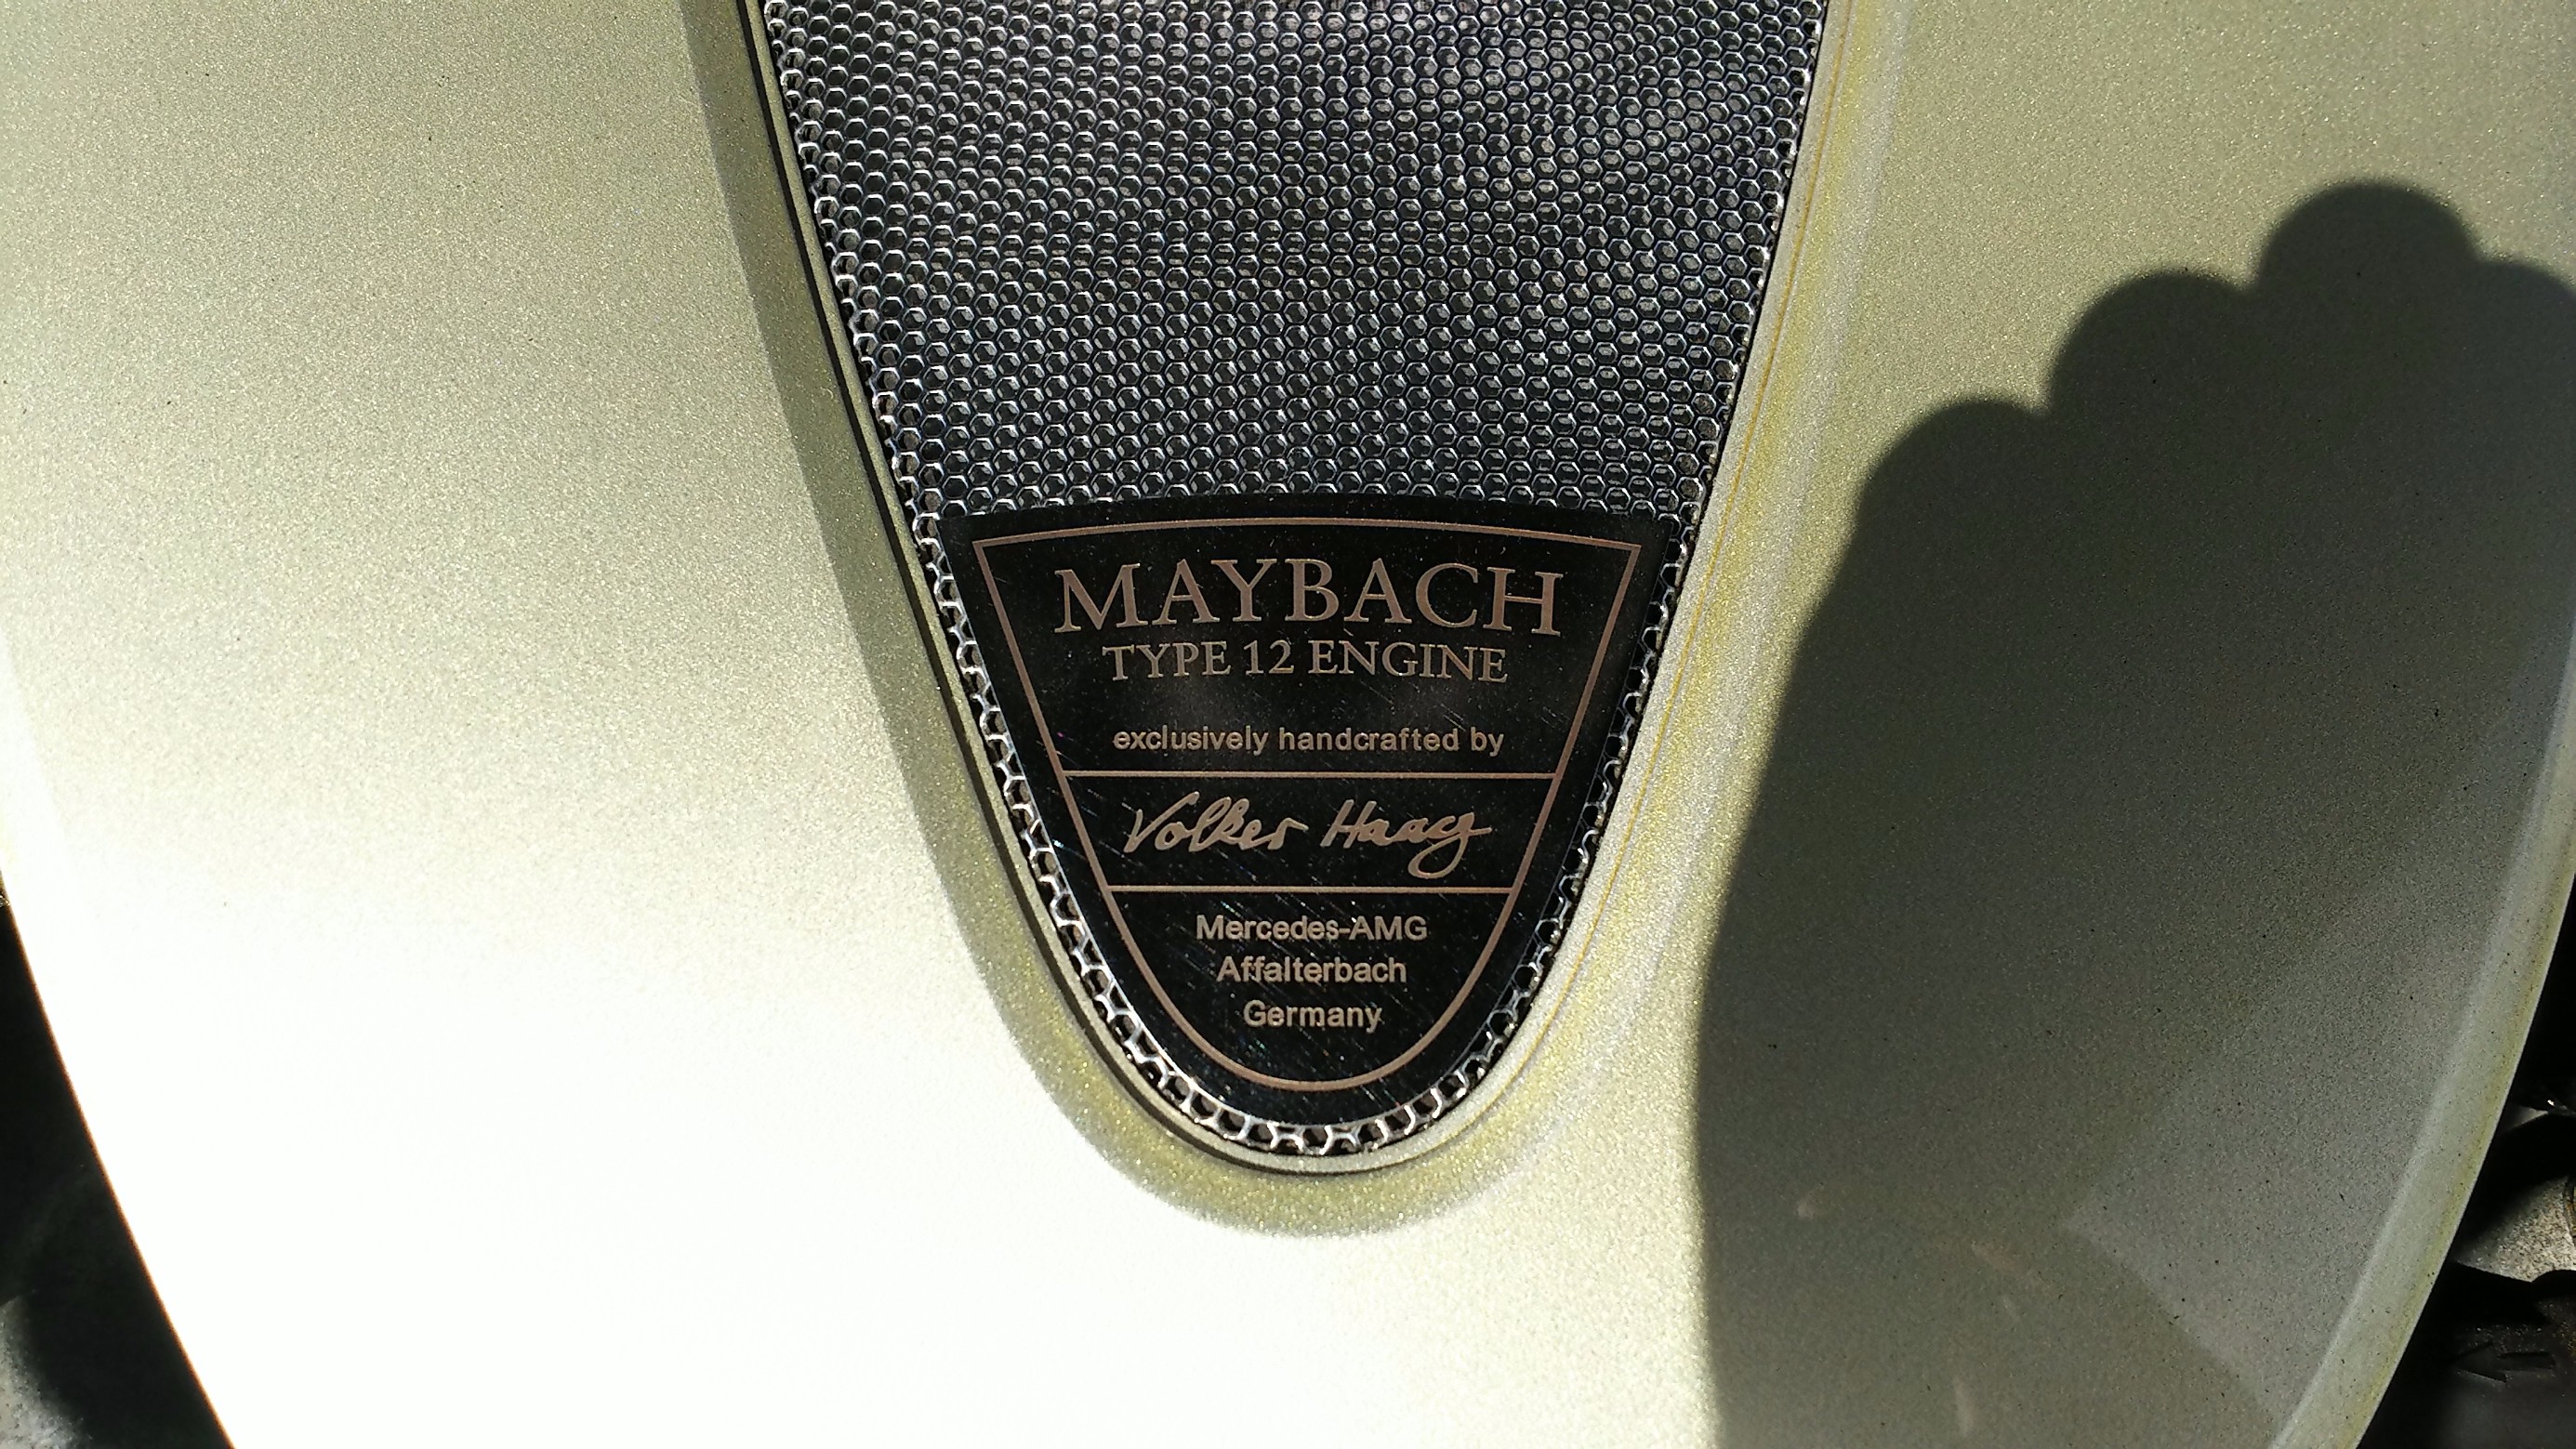 MAYBACH
TYPE 12 ENGINE
exclusively handcrafted by
Volker Haag
Mercedes-AMG
Affalterbach
Germany